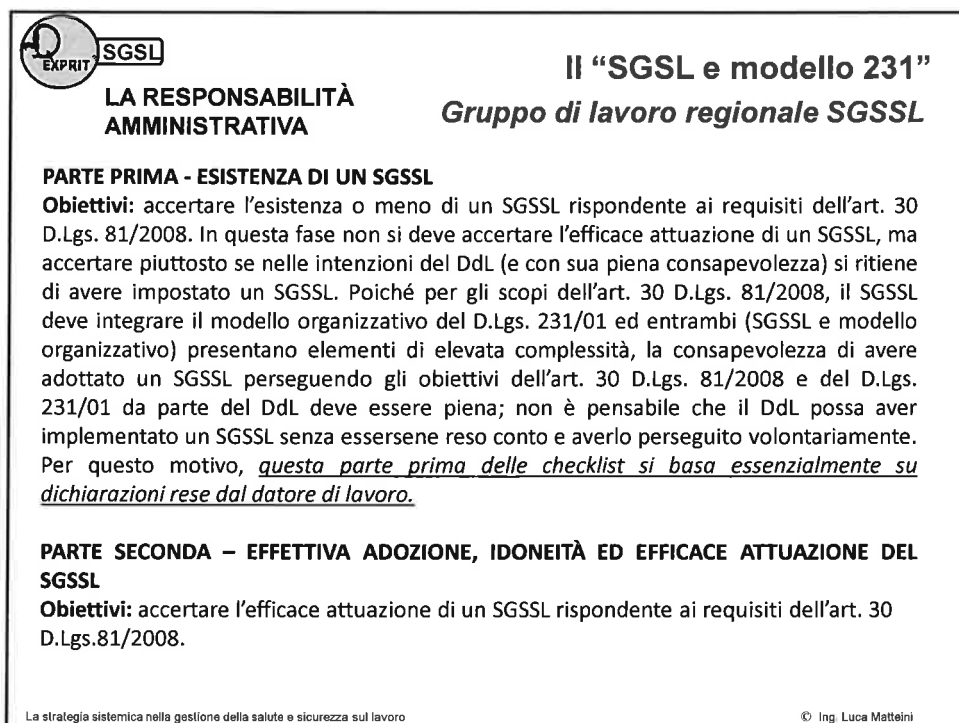 EXPRIT
SGSL
Il “SGSL e modello 231”
LA RESPONSABILITÀ
AMMINISTRATIVA
Gruppo di lavoro regionale SGSSL
PARTE PRIMA - ESISTENZA DI UN SGSSL
Obiettivi: accertare l’esistenza o meno di un SGSSL rispondente ai requisiti dell’art. 30
D.Lgs. 81/2008. In questa fase non si deve accertare l’efficace attuazione di un SGSSL, ma
accertare piuttosto se nelle intenzioni del DdL (e con sua piena consapevolezza) si ritiene
di avere impostato un SGSSL. Poiché per gli scopi dell’art. 30 D.Lgs. 81/2008, il SGSSL
deve integrare il modello organizzativo del D.Lgs. 231/01 ed entrambi (SGSSL e modello
organizzativo) presentano elementi di elevata complessità, la consapevolezza di avere
adottato un SGSSL perseguendo gli obiettivi dell’art. 30 D.Lgs. 81/2008 e del D.Lgs.
231/01 da parte del DdL deve essere piena; non è pensabile che il DdL possa aver
implementato un SGSSL senza essersene reso conto e averlo perseguito volontariamente.
Per questo motivo, questa parte prima delle checklist si basa essenzialmente su
dichiarazioni rese dal datore di lavoro.
PARTE SECONDA – EFFETTIVA ADOZIONE, IDONEITÀ ED EFFICACE ATTUAZIONE DEL
SGSSL
Obiettivi: accertare l’efficace attuazione di un SGSSL rispondente ai requisiti dell’art. 30
D.Lgs.81/2008.
La strategia sistemica nella gestione della salute e sicurezza sul lavoro
© Ing. Luca Matteini